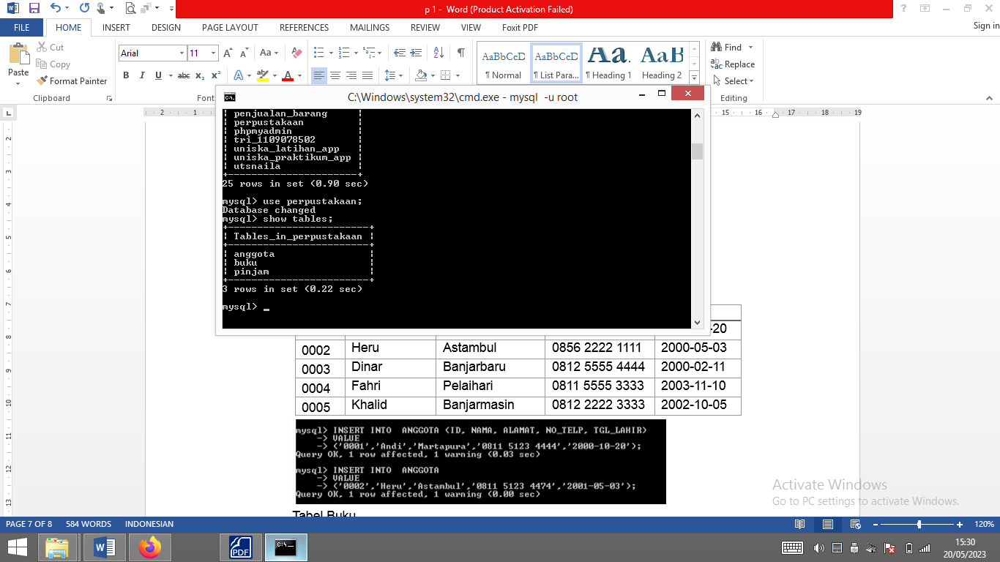 p 1 - Word (Product Activation Failed)
FILE HOME INSERT DESIGN PAGE LAYOUT REFERENCES MAILINGS REVIEW VIEW Foxit PDF Sign in
Paste
Cut
Copy
Format Painter
Clipboard
Arial 11
AaBbCcD AaBbCcD AaB
¶ Normal ¶ List Para... ¶ Heading 1 Heading 2
Find
Replace
Select
Editing
C:\Windows\system32\cmd.exe - mysql -u root
2 1 15 16 17 18 19
| penjualan_barang |
| perpustakaan |
| phpmyadmin |
| tri_1109078502 |
| uniska_latihan_app |
| uniska_praktikum_app |
| utsnaila |
+----------------------+
25 rows in set (0.90 sec)
mysql> use perpustakaan;
Database changed
mysql> show tables;
+------------------------+
| Tables_in_perpustakaan |
+------------------------+
| anggota |
| buku |
| pinjam |
+------------------------+
3 rows in set (0.22 sec)
mysql> _
-20
0002 Heru Astambul 0856 2222 1111 2000-05-03
0003 Dinar Banjarbaru 0812 5555 4444 2000-02-11
0004 Fahri Pelaihari 0811 5555 3333 2003-11-10
0005 Khalid Banjarmasin 0812 2222 3333 2002-10-05
mysql> INSERT INTO ANGGOTA (ID, NAMA, ALAMAT, NO_TELP, TGL_LAHIR)
-> VALUE
-> ('0001','Andi','Martapura','0811 5123 4444','2000-10-20');
Query OK, 1 row affected, 1 warning (0.03 sec)
mysql> INSERT INTO ANGGOTA
-> VALUE
-> ('0002','Heru','Astambul','0811 5123 4474','2001-05-03');
Query OK, 1 row affected, 1 warning (0.00 sec)
Tabel Buku
Activate Windows
Go to PC settings to activate Windows.
PAGE 7 OF 8 584 WORDS INDONESIAN 120%
15:30
20/05/2023